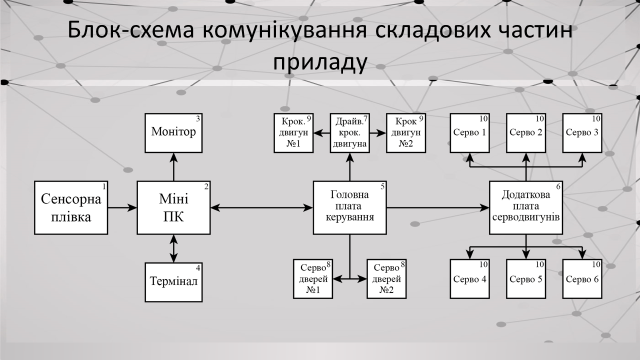 Блок-схема комунікування складових частин
приладу
3
Монітор
Крок. 9
двигун
№1
Драйв. 7
крок.
двигуна
Крок 9
двигун
№2
10
Серво 1
10
Серво 2
10
Серво 3
1
Сенсорна
плівка
2
Міні
ПК
5
Головна
плата
керування
6
Додаткова
плата
серводвигунів
4
Термінал
Серво 8
дверей
№1
Серво 8
дверей
№2
10
Серво 4
10
Серво 5
10
Серво 6